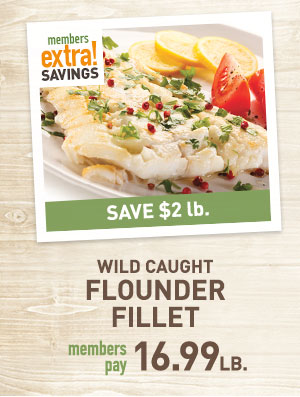 members
extra!
SAVINGS
SAVE $2 lb.
WILD CAUGHT
FLOUNDER
FILLET
members
pay 16.99LB.